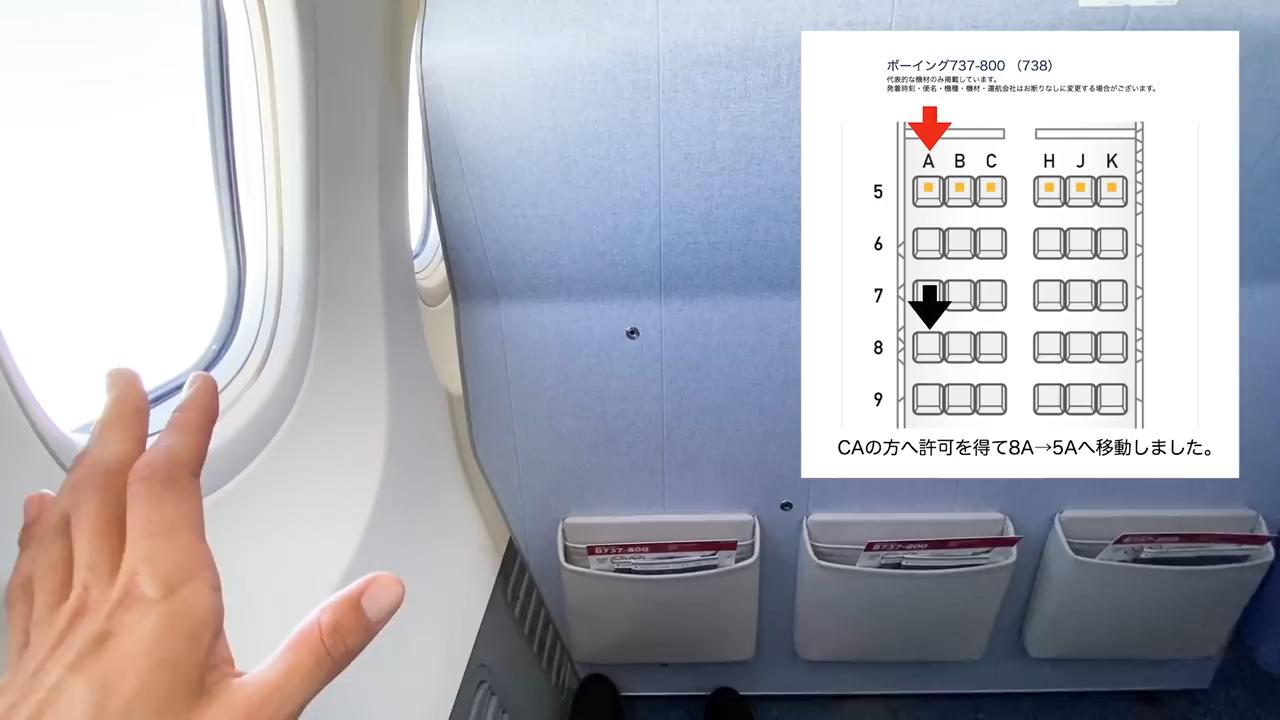 ボーイング737-800 （738）
代表的な機材のみ掲載しています。
発着時刻・便名・機種・機材・運航会社はお断りなしに変更する場合がございます。
A B C H J K
5
6
7
8
9
CAの方へ許可を得て8A→5Aへ移動しました。
B737-800
B737-800